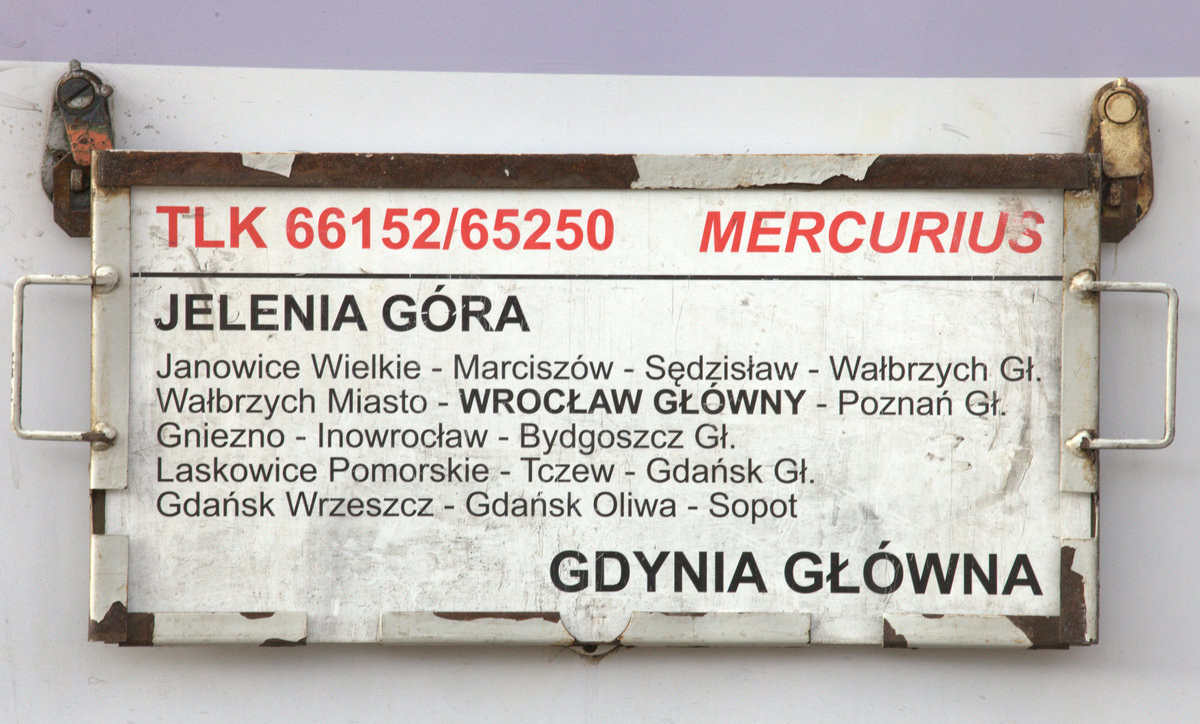 TLK 66152/65250 MERCURIUS
JELENIA GÓRA
Janowice Wielkie - Marciszów - Sędzisław - Wałbrzych Gł.
Wałbrzych Miasto - WROCŁAW GŁÓWNY - Poznań Gł.
Gniezno - Inowrocław - Bydgoszcz Gł.
Laskowice Pomorskie - Tczew - Gdańsk Gł.
Gdańsk Wrzeszcz - Gdańsk Oliwa - Sopot
GDYNIA GŁÓWNA